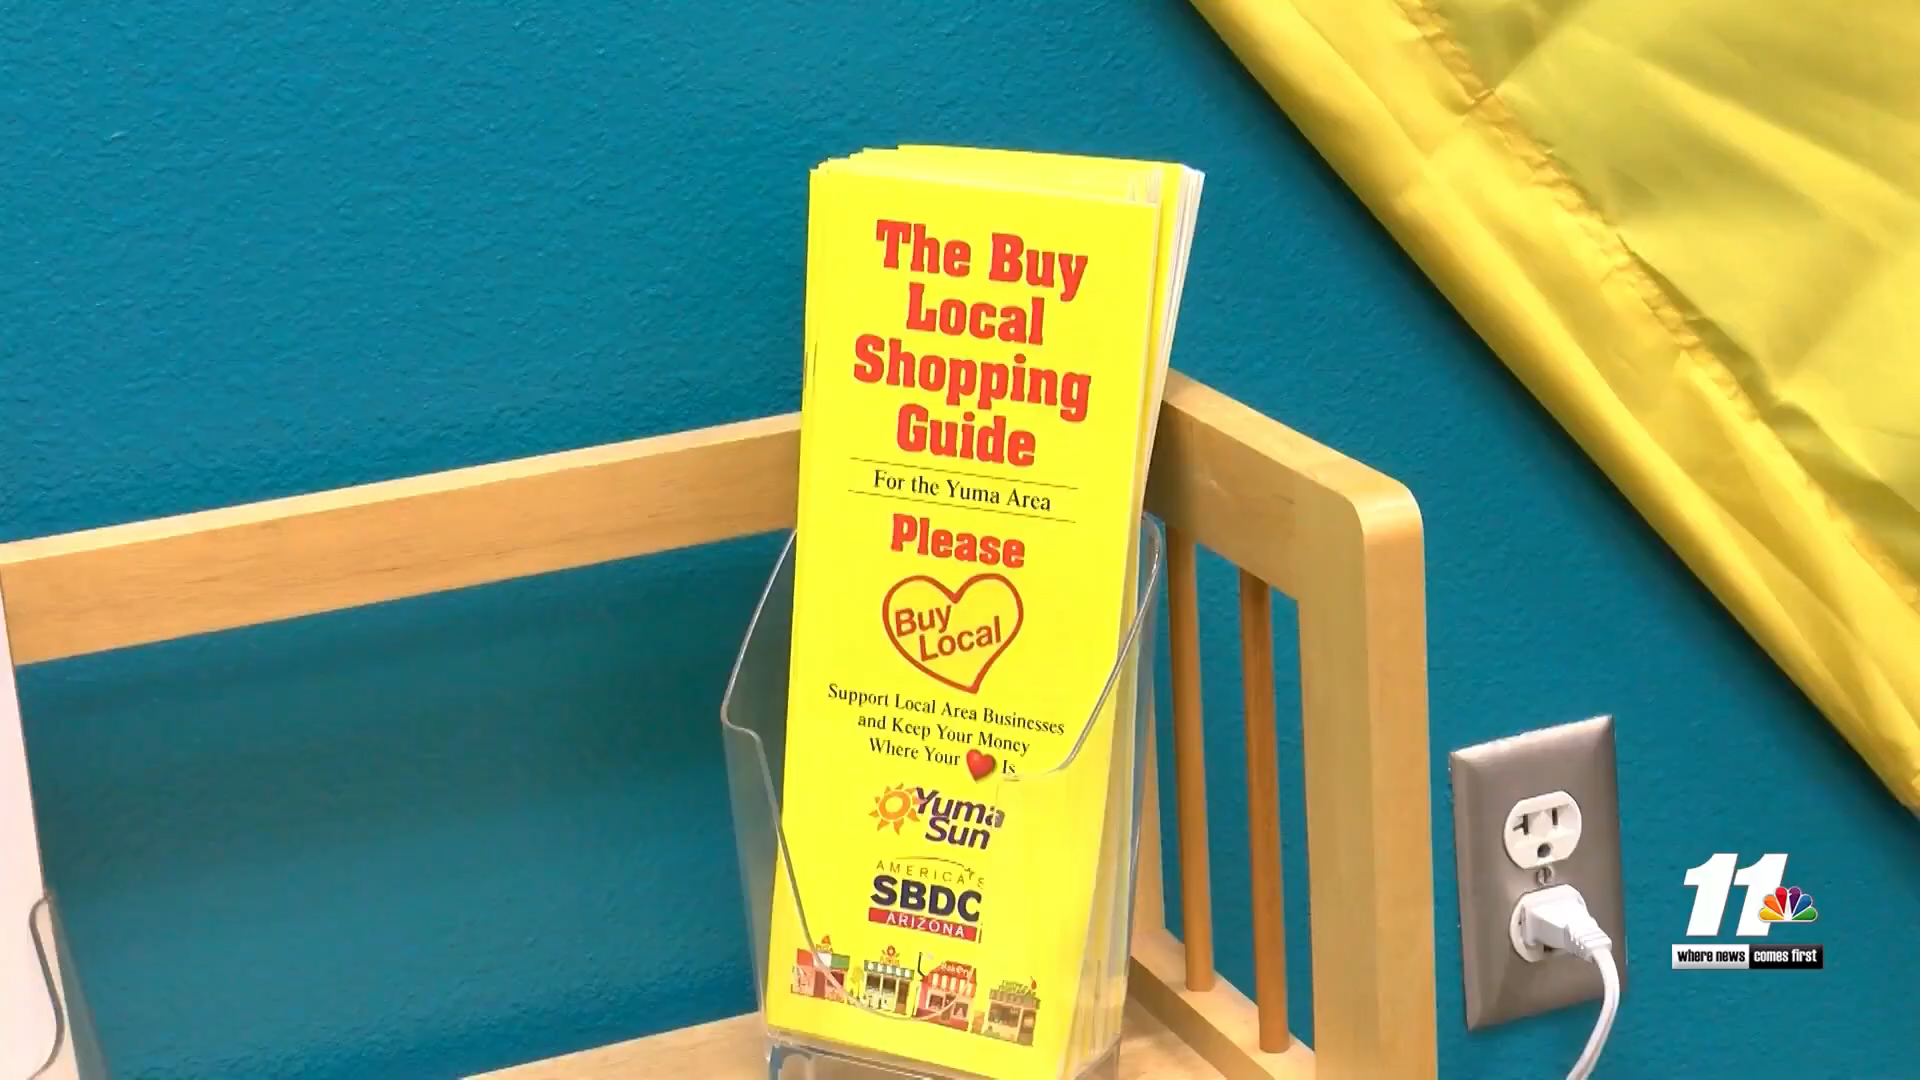 The Buy
Local
Shopping
Guide
For the Yuma Area
Please
Buy
Local
Support Local Area Businesses
and Keep Your Money
Where Your Is
Yuma
Sun
AMERICA'S
SBDC
ARIZONA
11
where news comes first